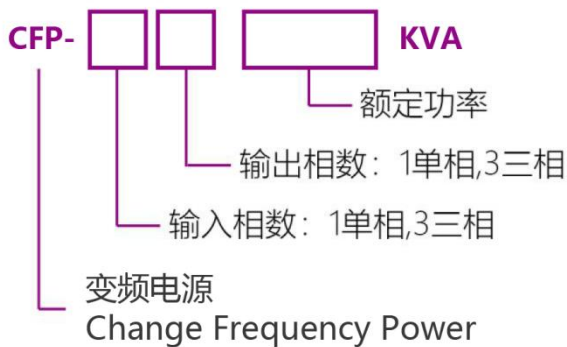 CFP- KVA
额定功率
输出相数：1单相,3三相
输入相数：1单相,3三相
变频电源
Change Frequency Power